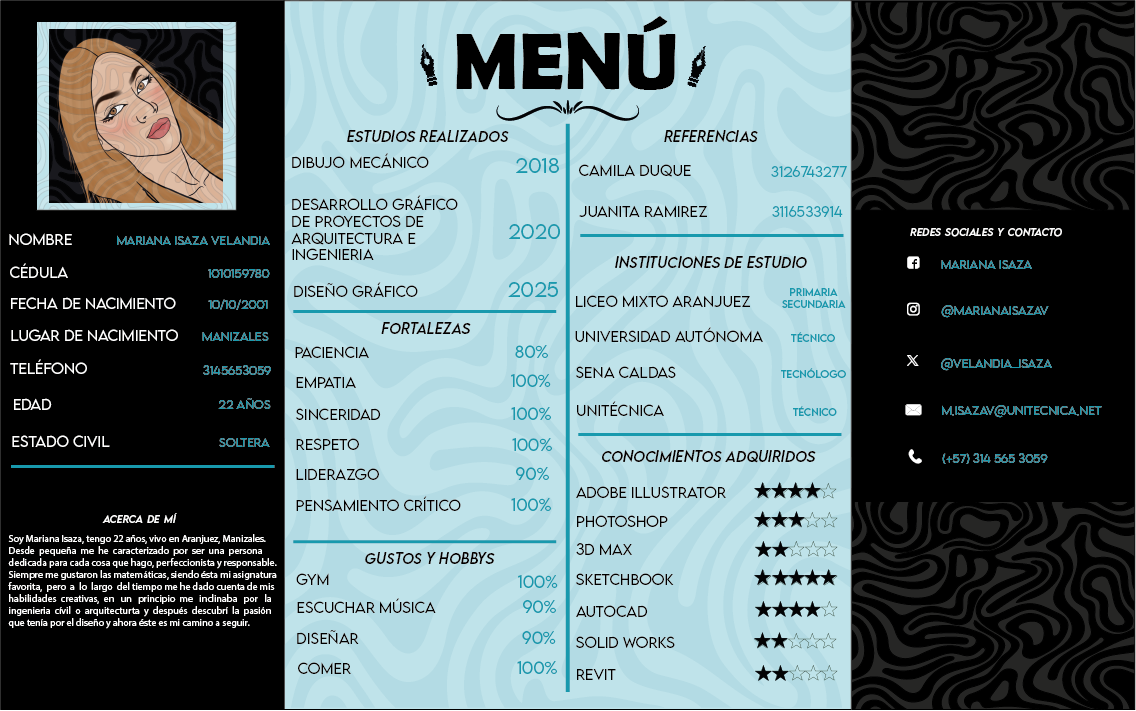 NOMBRE MARIANA ISAZA VELANDIA
CÉDULA 1010159780
FECHA DE NACIMIENTO 10/10/2001
LUGAR DE NACIMIENTO MANIZALES
TELÉFONO 3145653059
EDAD 22 AÑOS
ESTADO CIVIL SOLTERA
ACERCA DE MÍ
Soy Mariana Isaza, tengo 22 años, vivo en Aranjuez, Manizales.
Desde pequeña me he caracterizado por ser una persona
dedicada para cada cosa que hago, perfeccionista y responsable.
Siempre me gustaron las matemáticas, siendo ésta mi asignatura
favorita, pero a lo largo del tiempo me he dado cuenta de mis
habilidades creativas, en un principio me inclinaba por la
ingenieria cívil o arquitecturta y después descubrí la pasión
que tenía por el diseño y ahora éste es mi camino a seguir.
MENÚ
ESTUDIOS REALIZADOS
DIBUJO MECÁNICO 2018
DESARROLLO GRÁFICO
DE PROYECTOS DE
ARQUITECTURA E 2020
INGENIERIA
DISEÑO GRÁFICO 2025
FORTALEZAS
PACIENCIA 80%
EMPATIA 100%
SINCERIDAD 100%
RESPETO 100%
LIDERAZGO 90%
PENSAMIENTO CRÍTICO 100%
GUSTOS Y HOBBYS
GYM 100%
ESCUCHAR MÚSICA 90%
DISEÑAR 90%
COMER 100%
REFERENCIAS
CAMILA DUQUE 3126743277
JUANITA RAMIREZ 3116533914
INSTITUCIONES DE ESTUDIO
LICEO MIXTO ARANJUEZ PRIMARIA
SECUNDARIA
UNIVERSIDAD AUTÓNOMA TÉCNICO
SENA CALDAS TECNÓLOGO
UNITÉCNICA TÉCNICO
CONOCIMIENTOS ADQUIRIDOS
ADOBE ILLUSTRATOR
PHOTOSHOP
3D MAX
SKETCHBOOK
AUTOCAD
SOLID WORKS
REVIT
REDES SOCIALES Y CONTACTO
MARIANA ISAZA
@MARIANAISAZAV
@VELANDIA_ISAZA
M.ISAZAV@UNITECNICA.NET
(+57) 314 565 3059